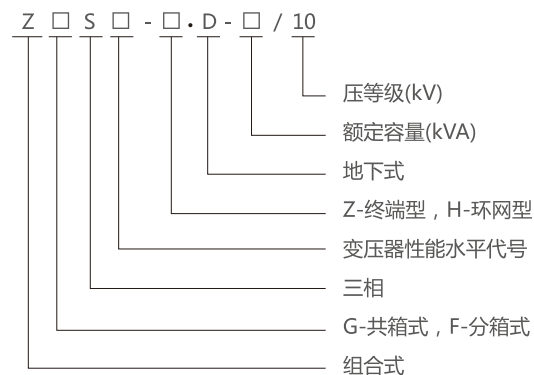 Z □ S □ - □ . D - □ / 10
压等级(kV)
额定容量(kVA)
地下式
Z-终端型，H-环网型
变压器性能水平代号
三相
G-共箱式，F-分箱式
组合式